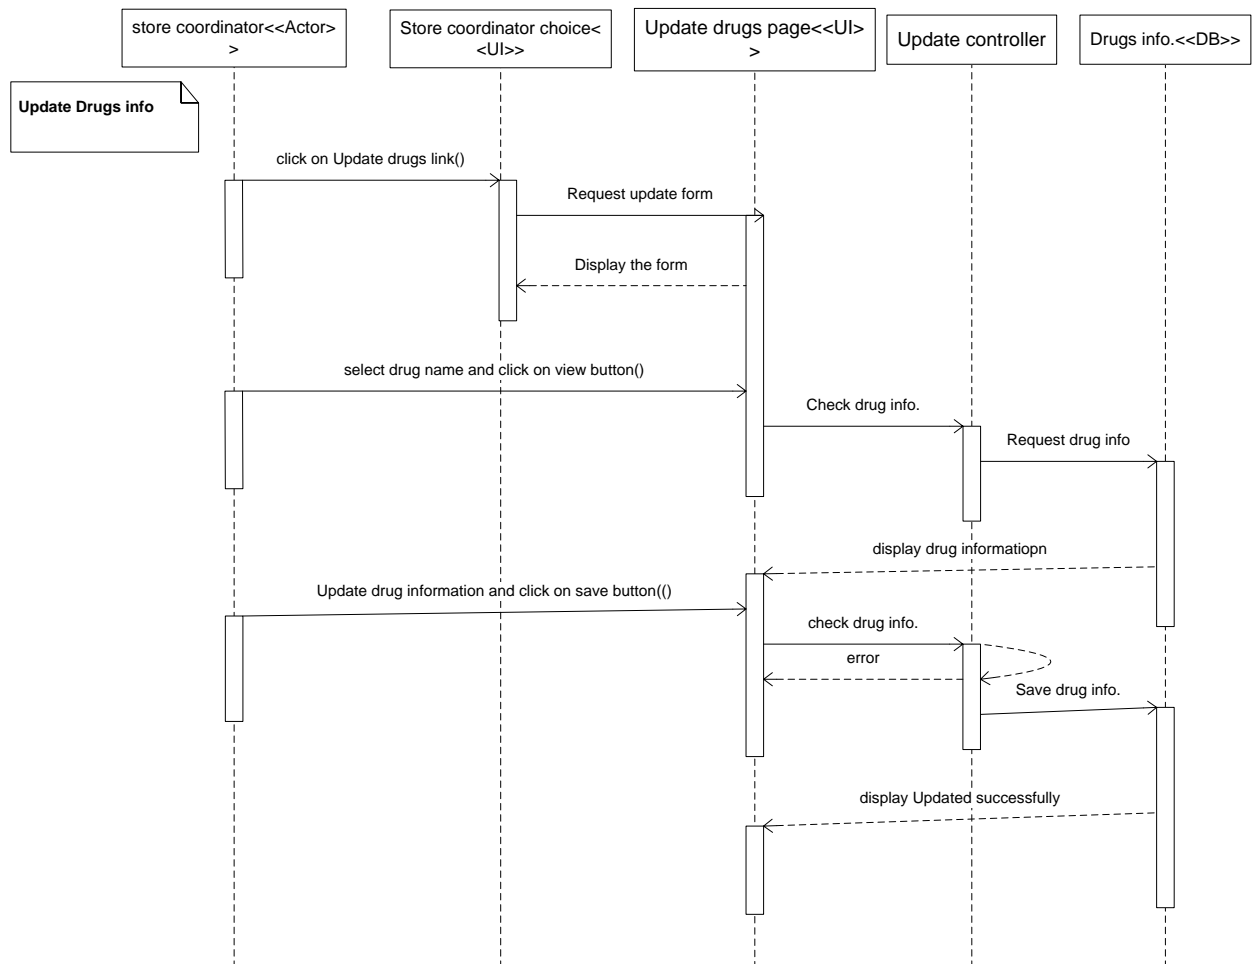 store coordinator<<Actor>
>
Store coordinator choice<
<UI>>
Update drugs page<<UI>
>
Update controller
Drugs info.<<DB>>
Update Drugs info
click on Update drugs link()
Request update form
Display the form
select drug name and click on view button()
Check drug info.
Request drug info
display drug informatiopn
Update drug information and click on save button(()
check drug info.
error
Save drug info.
display Updated successfully